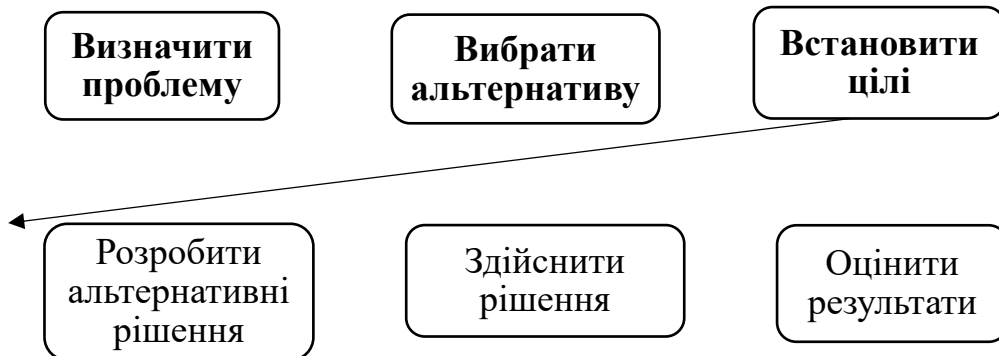 Визначити
проблему
Вибрати
альтернативу
Встановити
цілі
Розробити
альтернативні
рішення
Здійснити
рішення
Оцінити
результати